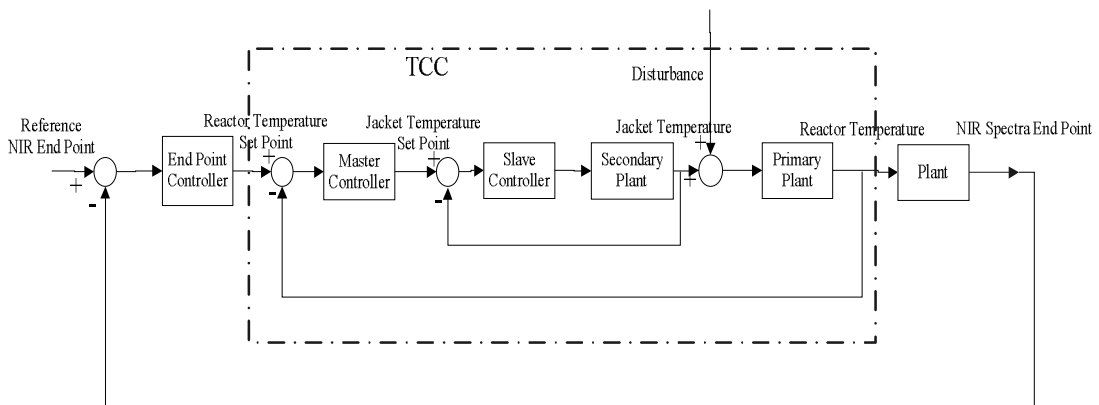 TCC
Disturbance
Reference
NIR End Point
+
-
End Point
Controller
Reactor Temperature
Set Point
+
-
Master
Controller
Jacket Temperature
Set Point
+
-
Slave
Controller
Secondary
Plant
Jacket Temperature
+
+
Primary
Plant
Reactor Temperature
Plant
NIR Spectra End Point